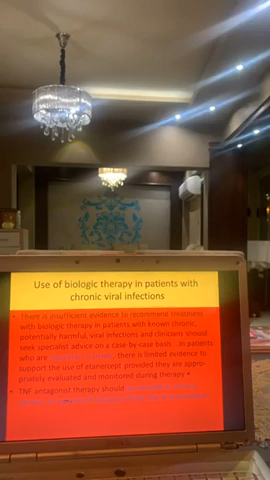 Use of biologic therapy in patients with
chronic viral infections
• There is insufficient evidence to recommend treatment
with biologic therapy in patients with known chronic,
potentially harmful, viral infections and clinicians should
seek specialist advice on a case-by-case basis . In patients
who are
there is limited evidence to
support the use of etanercept provided they are appro-
priately evaluated and monitored during therapy •
• TNF antagonist therapy should